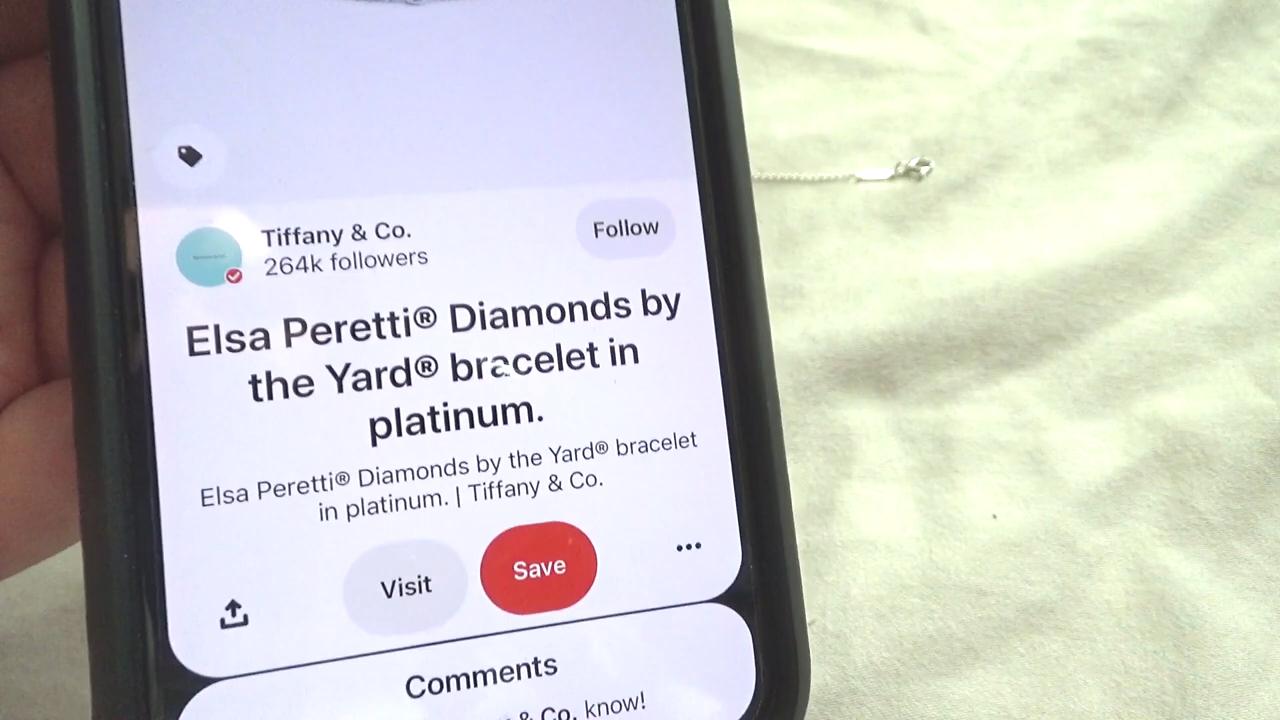 Tiffany & Co.
264k followers
Follow
Elsa Peretti® Diamonds by
the Yard® bracelet in
platinum.
Elsa Peretti® Diamonds by the Yard® bracelet
in platinum. | Tiffany & Co.
Visit
Save
Comments
& Co. know!